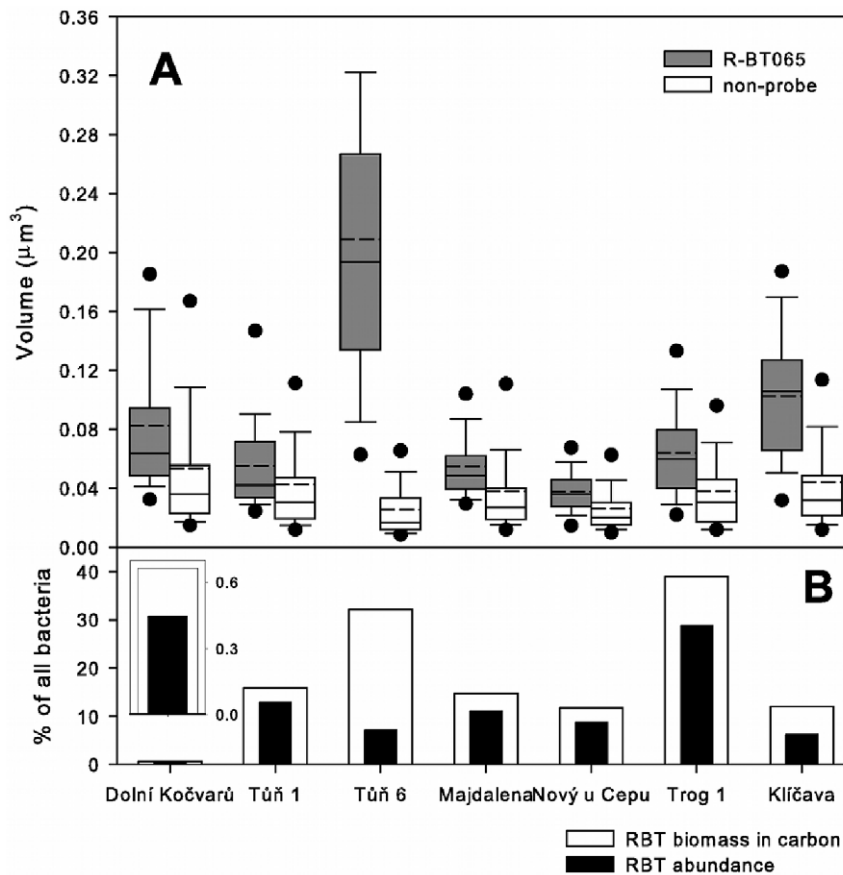 A
R-BT065
non-probe
Volume (µm³)
0.36
0.32
0.28
0.24
0.20
0.16
0.12
0.08
0.04
0.00
B
% of all bacteria
40
30
20
10
0
0.6
0.3
0.0
Dolní Kočvarů Tůň 1 Tůň 6 Majdalena Nový u Cepu Trog 1 Klíčava
RBT biomass in carbon
RBT abundance